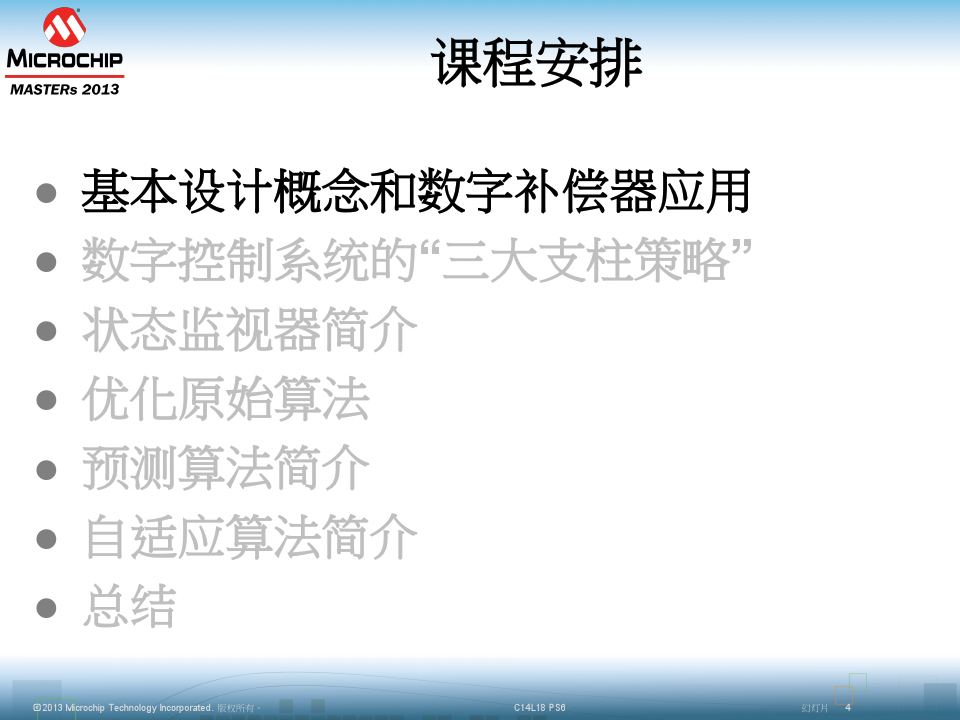 MICROCHIP
MASTERs 2013
课程安排
● 基本设计概念和数字补偿器应用
● 数字控制系统的“三大支柱策略”
● 状态监视器简介
● 优化原始算法
● 预测算法简介
● 自适应算法简介
● 总结
©2013 Microchip Technology Incorporated. 版权所有。 C14L18 PS6 幻灯片 4